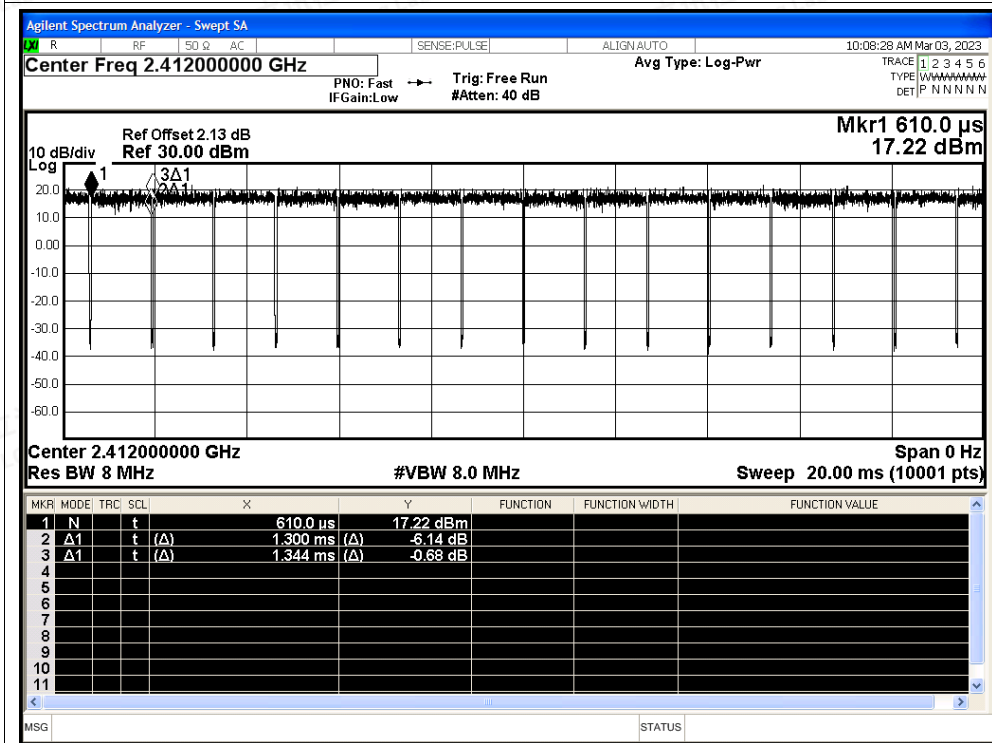 Agilent Spectrum Analyzer - Swept SA
LXI R RF 50 Ω AC SENSE:PULSE ALIGN AUTO 10:08:28 AM Mar 03, 2023
Center Freq 2.412000000 GHz Avg Type: Log-Pwr TRACE 1 2 3 4 5 6
PNO: Fast Trig: Free Run TYPE
IFGain:Low #Atten: 40 dB DET P N N N N N
Mkr1 610.0 µs
Ref Offset 2.13 dB
10 dB/div Ref 30.00 dBm 17.22 dBm
Log
1 3Δ1
2Δ1
20.0
10.0
0.00
-10.0
-20.0
-30.0
-40.0
-50.0
-60.0
Center 2.412000000 GHz Span 0 Hz
Res BW 8 MHz #VBW 8.0 MHz Sweep 20.00 ms (10001 pts)
MKR MODE TRC SCL X Y FUNCTION FUNCTION WIDTH FUNCTION VALUE
1 N t 610.0 µs 17.22 dBm
2 Δ1 t (Δ) 1.300 ms (Δ) -6.14 dB
3 Δ1 t (Δ) 1.344 ms (Δ) -0.68 dB
4
5
6
7
8
9
10
11
MSG STATUS